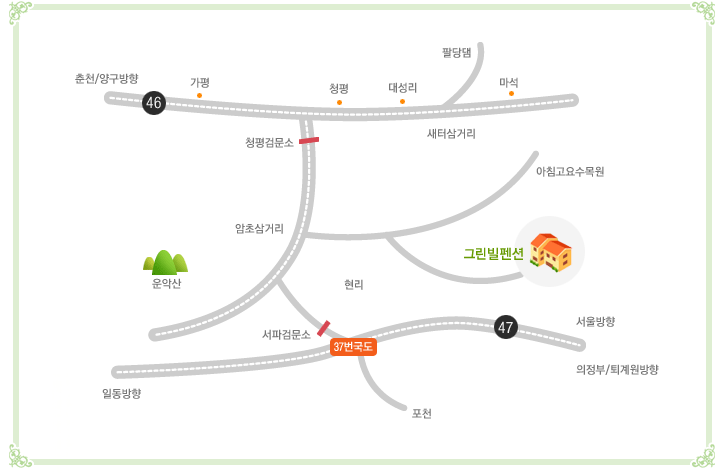 팔당댐
춘천/양구방향
가평
청평
대성리
마석
46
새터삼거리
청평검문소
아침고요수목원
암초삼거리
그린빌펜션
운악산
현리
서울방향
47
서파검문소
37번국도
의정부/퇴계원방향
일동방향
포천